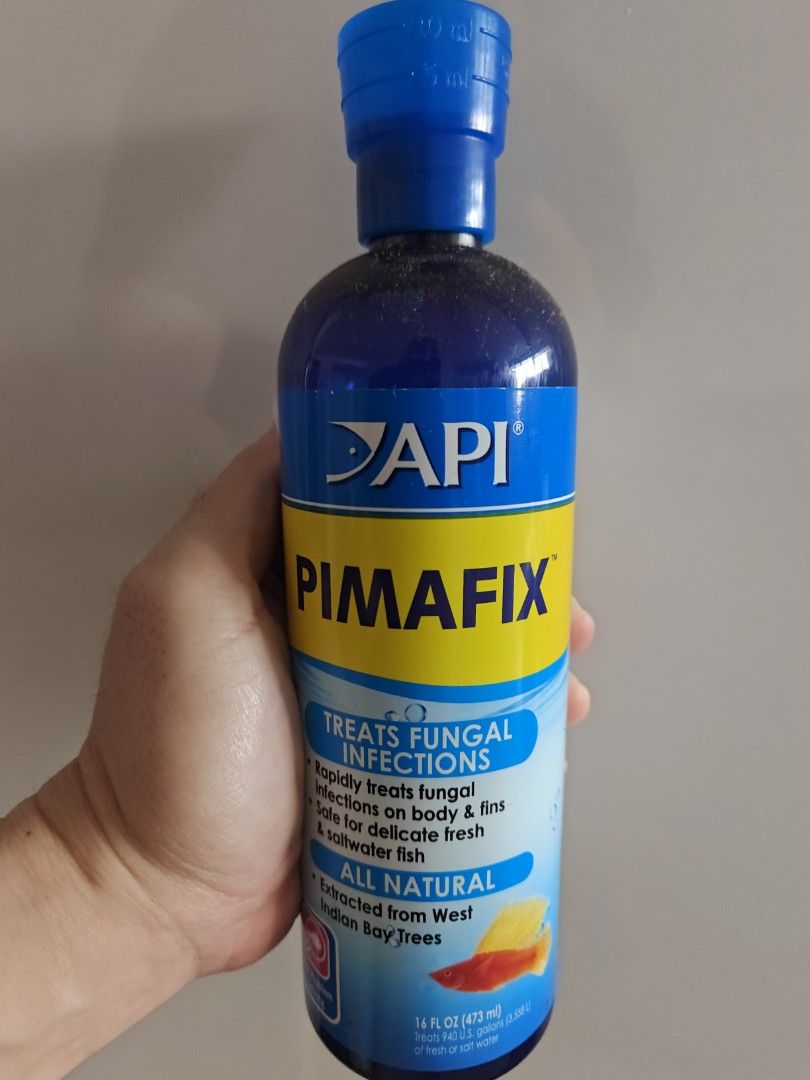 10 ml
5 ml
API®
PIMAFIX™
TREATS FUNGAL
INFECTIONS
• Rapidly treats fungal
infections on body & fins
• Safe for delicate fresh
& saltwater fish
ALL NATURAL
• Extracted from West
Indian Bay Trees
16 FL OZ (473 ml)
Treats 940 U.S. gallons (3,558 L)
of fresh or salt water